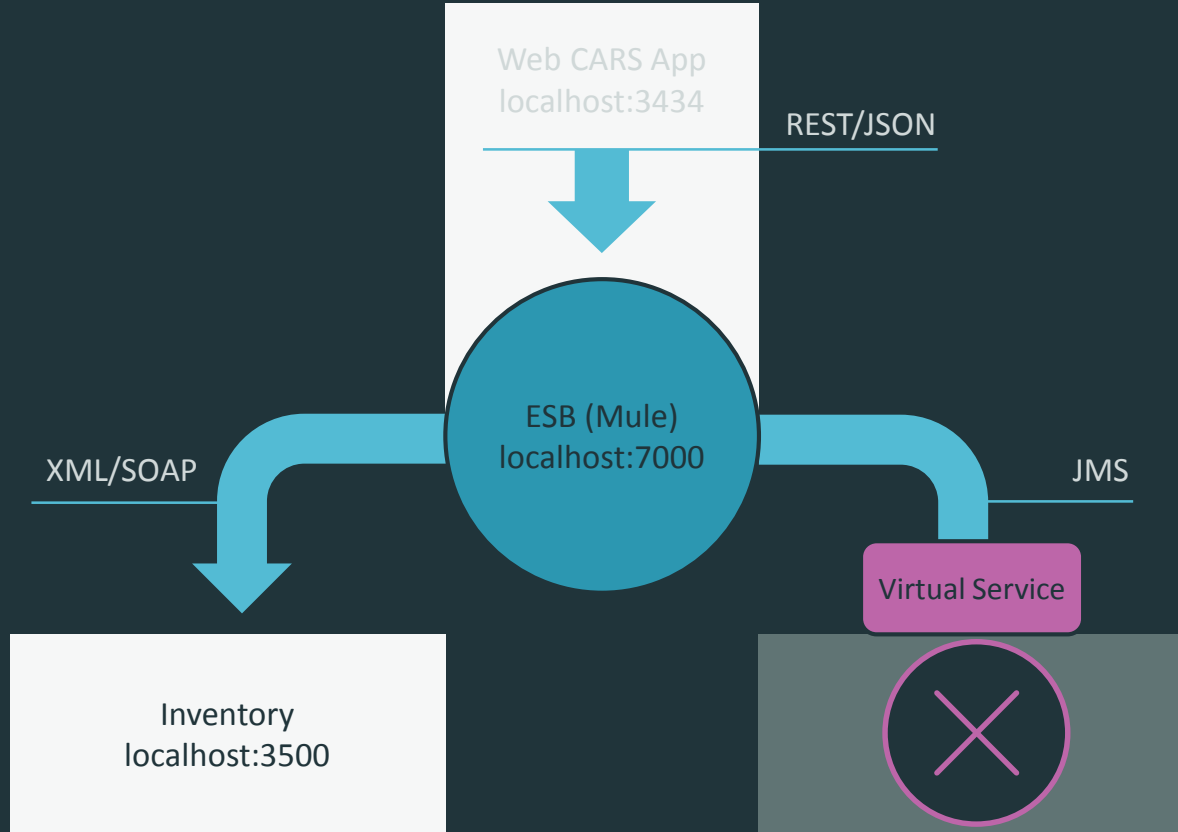 Web CARS App
localhost:3434
REST/JSON
ESB (Mule)
localhost:7000
XML/SOAP
JMS
Virtual Service
Inventory
localhost:3500